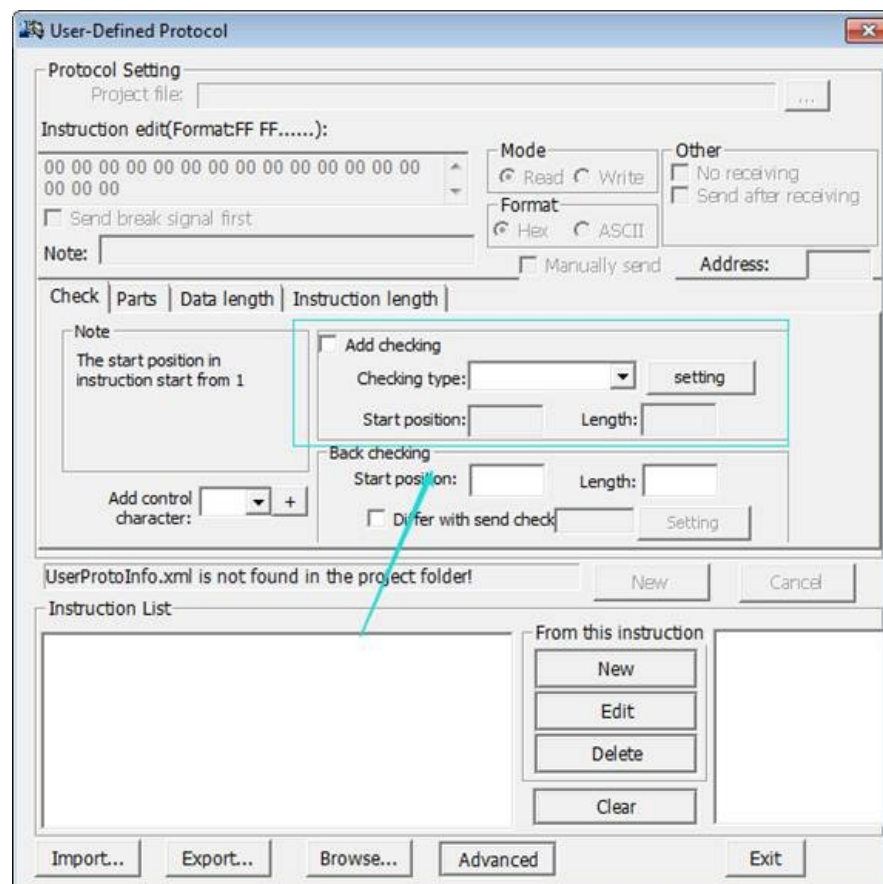 User-Defined Protocol
Protocol Setting
Project file:
...
Instruction edit(Format:FF FF......):
00 00 00 00 00 00 00 00 00 00 00 00 00 00
00 00 00
Send break signal first
Note:
Mode
Read Write
Format
Hex ASCII
Other
No receiving
Send after receiving
Manually send
Address:
Check Parts Data length Instruction length
Note
The start position in
instruction start from 1
Add control
character:
+
Add checking
Checking type:
setting
Start position: Length:
Back checking
Start position: Length:
Differ with send check
Setting
UserProtoInfo.xml is not found in the project folder!
New Cancel
Instruction List
From this instruction
New
Edit
Delete
Clear
Import... Export... Browse... Advanced Exit